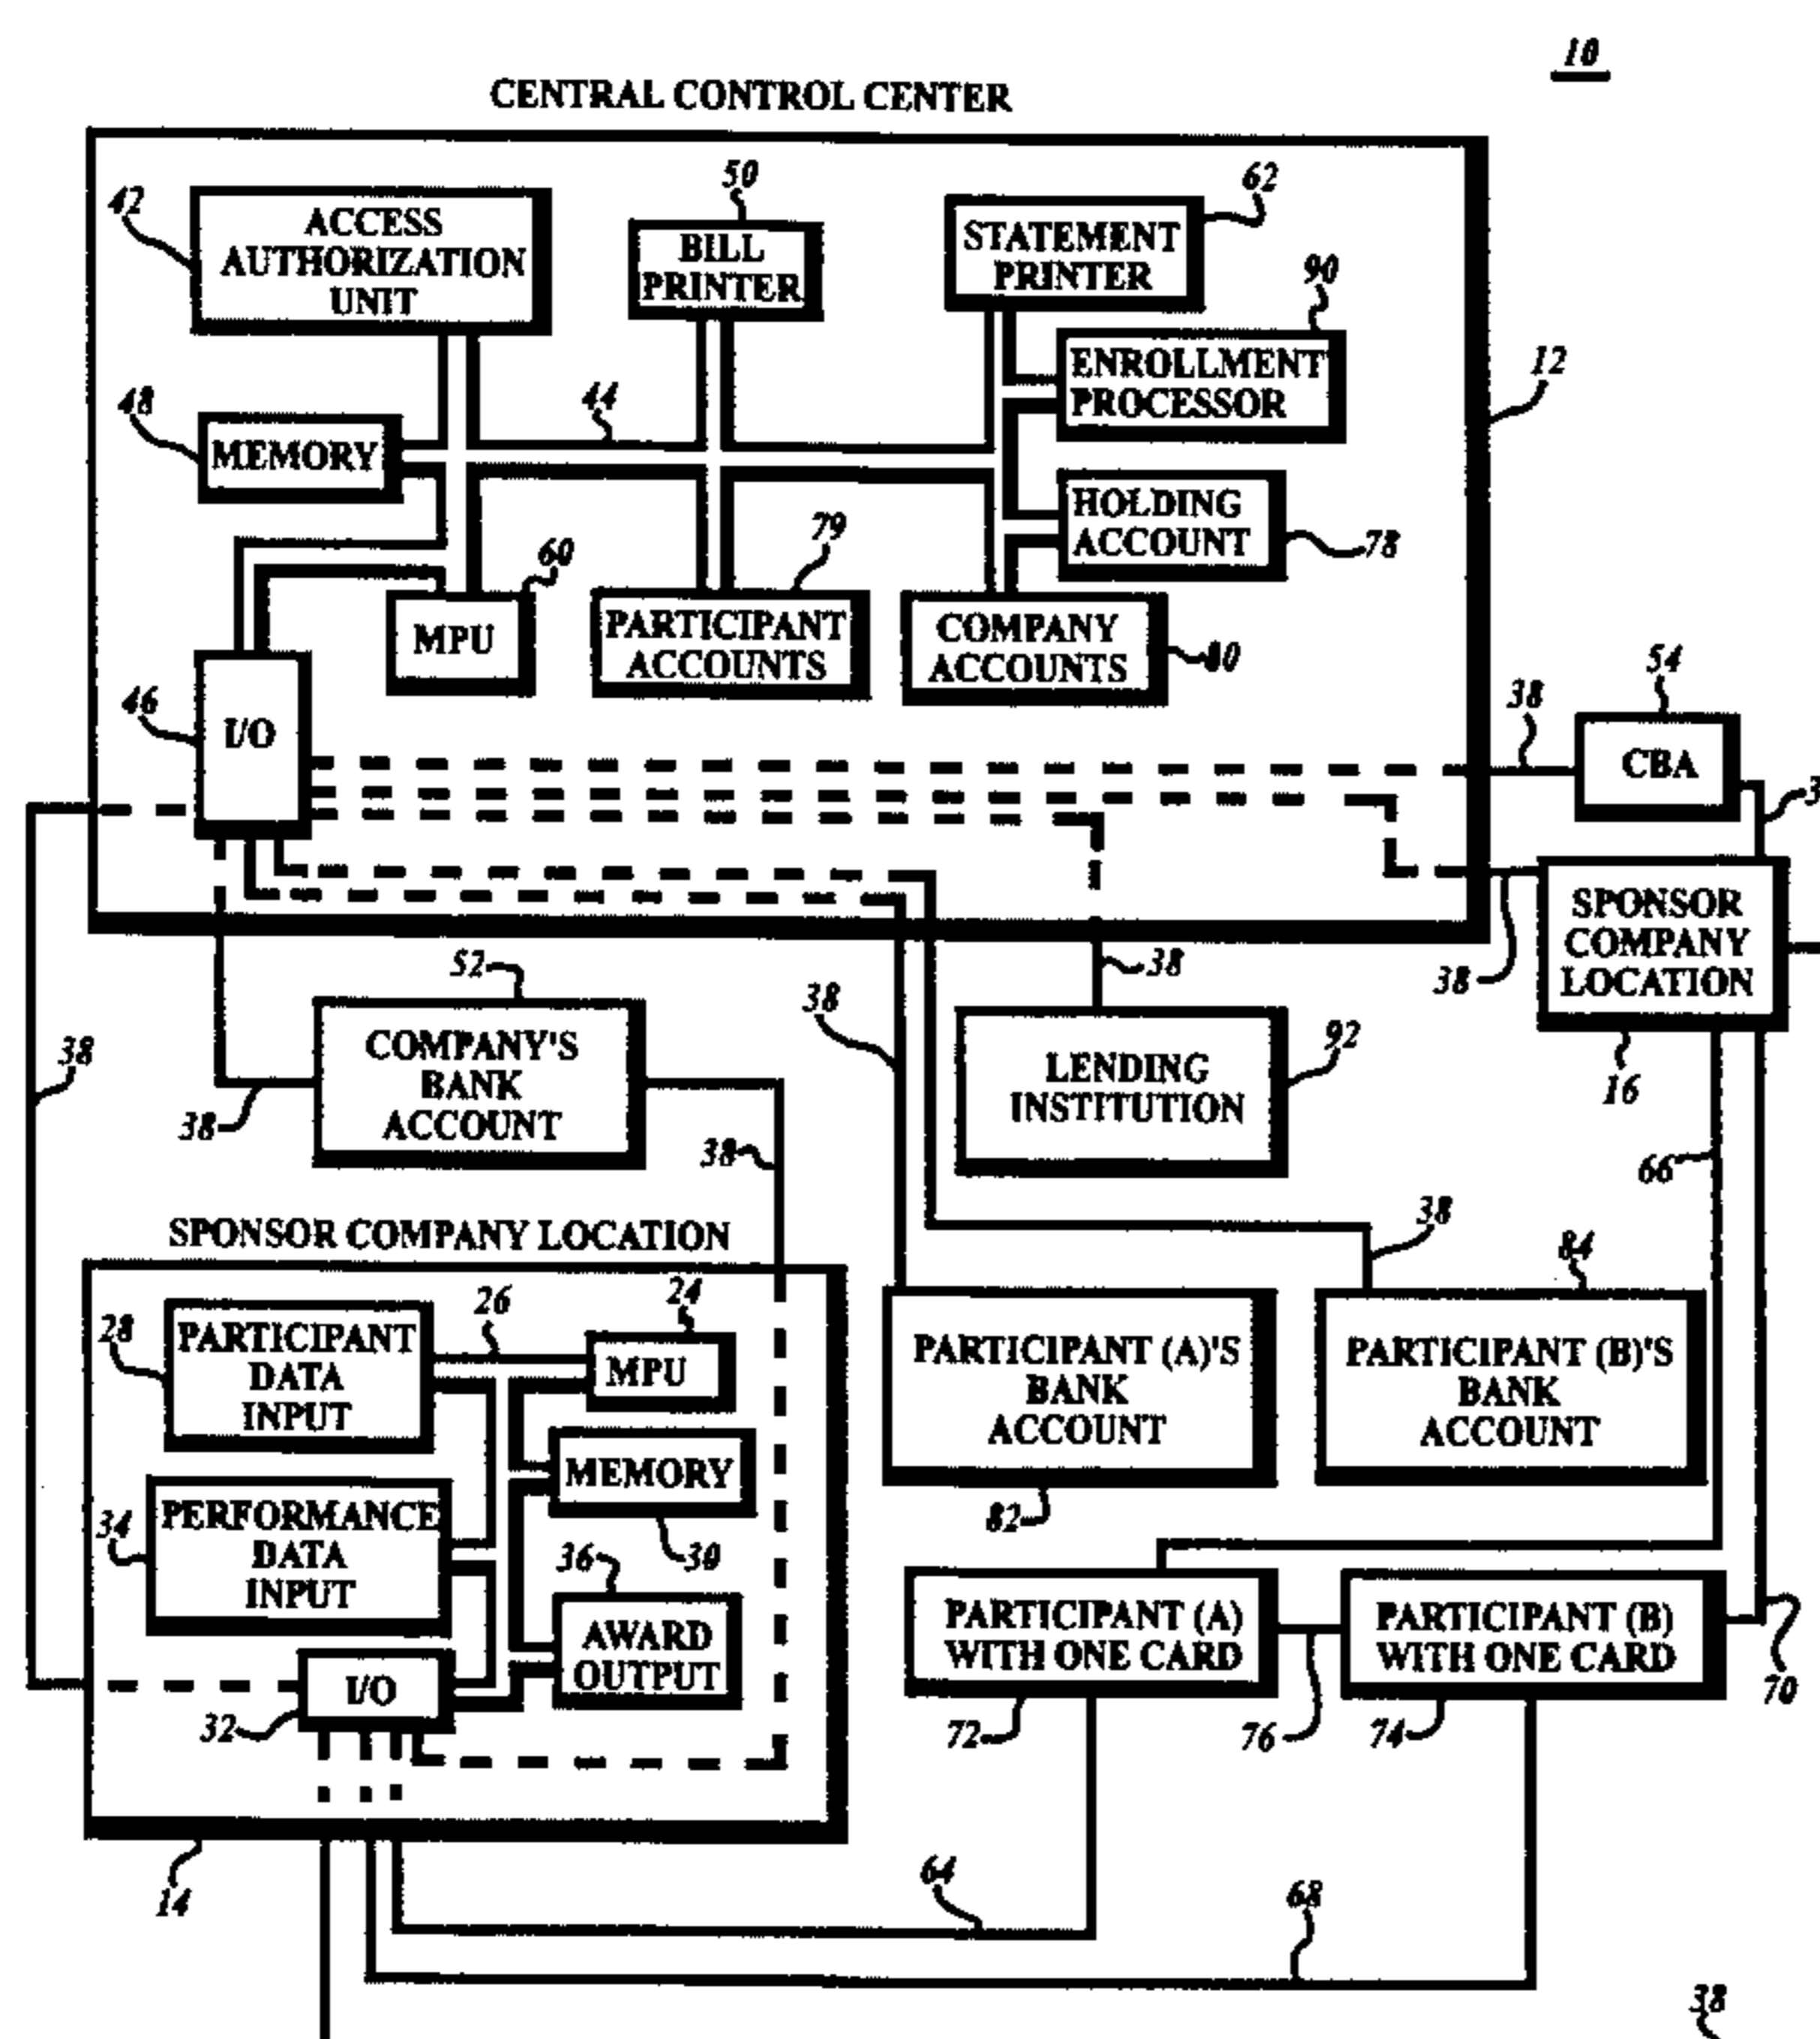 10
CENTRAL CONTROL CENTER
42
ACCESS
AUTHORIZATION
UNIT
50
BILL
PRINTER
62
STATEMENT
PRINTER
90
ENROLLMENT
PROCESSOR
12
48
MEMORY
44
HOLDING
ACCOUNT
78
79
60
MPU
PARTICIPANT
ACCOUNTS
COMPANY
ACCOUNTS
80
46
I/O
54
38
CBA
SPONSOR
COMPANY
LOCATION
38
16
52
COMPANY'S
BANK
ACCOUNT
38
38
38
38
38
LENDING
INSTITUTION
92
66
SPONSOR COMPANY LOCATION
38
84
28
PARTICIPANT
DATA
INPUT
26
24
MPU
PARTICIPANT (A)'S
BANK
ACCOUNT
82
PARTICIPANT (B)'S
BANK
ACCOUNT
MEMORY
30
34
PERFORMANCE
DATA
INPUT
36
AWARD
OUTPUT
I/O
32
PARTICIPANT (A)
WITH ONE CARD
72
76
PARTICIPANT (B)
WITH ONE CARD
74
70
14
64
68
38